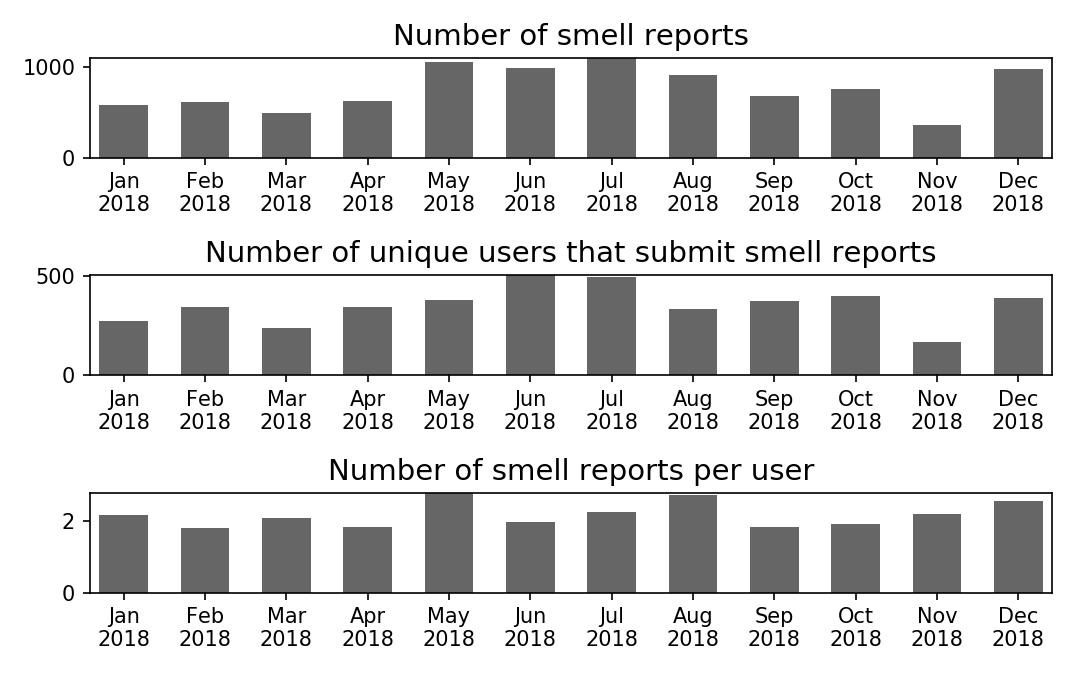 Number of smell reports
1000
0
Jan Feb Mar Apr May Jun Jul Aug Sep Oct Nov Dec
2018 2018 2018 2018 2018 2018 2018 2018 2018 2018 2018 2018
Number of unique users that submit smell reports
500
0
Jan Feb Mar Apr May Jun Jul Aug Sep Oct Nov Dec
2018 2018 2018 2018 2018 2018 2018 2018 2018 2018 2018 2018
Number of smell reports per user
2
0
Jan Feb Mar Apr May Jun Jul Aug Sep Oct Nov Dec
2018 2018 2018 2018 2018 2018 2018 2018 2018 2018 2018 2018